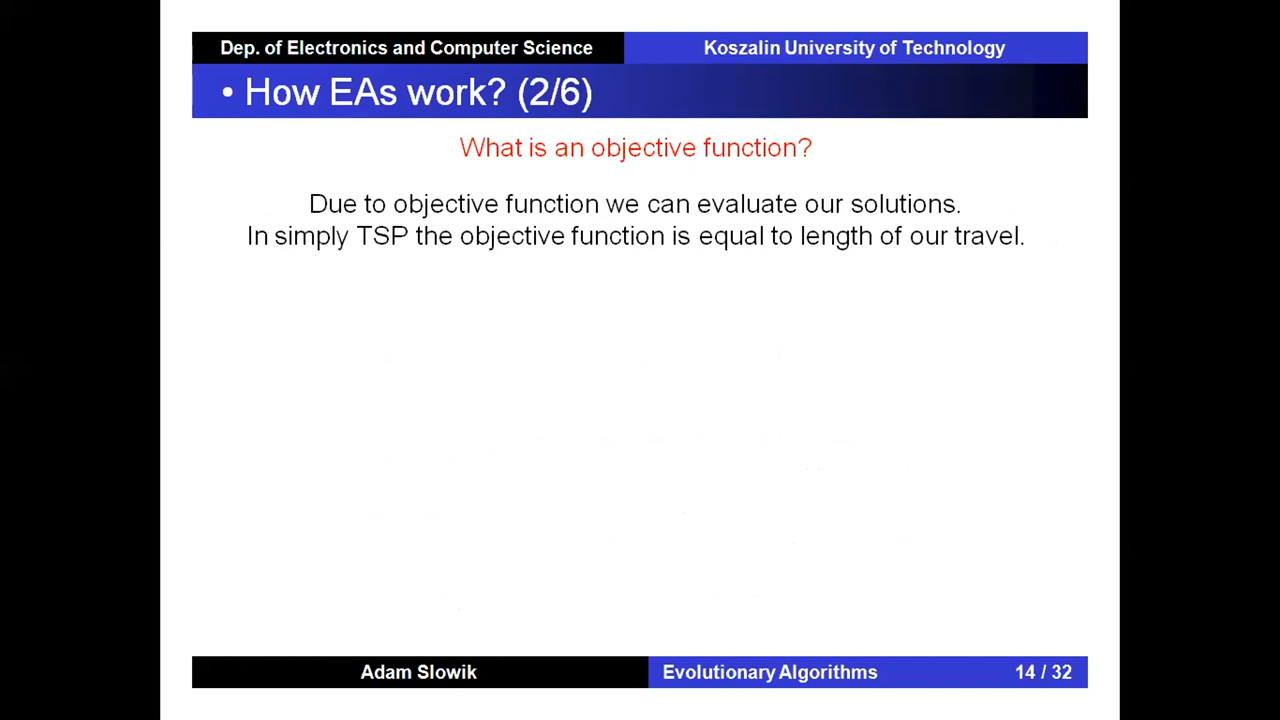 Dep. of Electronics and Computer Science
Koszalin University of Technology
• How EAs work? (2/6)
What is an objective function?
Due to objective function we can evaluate our solutions.
In simply TSP the objective function is equal to length of our travel.
Adam Slowik
Evolutionary Algorithms
14 / 32